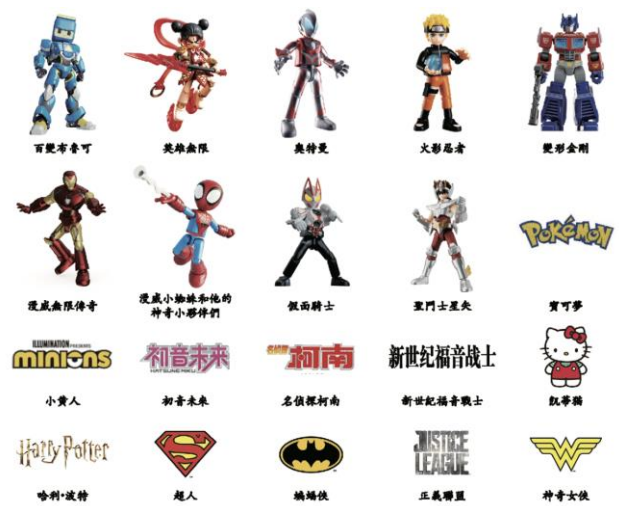 百變布魯可
英雄無限
奧特曼
火影忍者
變形金剛
POKéMON
漫威無限傳奇
漫威小蜘蛛和他的
神奇小夥伴們
假面騎士
聖鬥士星矢
寶可夢
ILLUMINATION PRESENTS
MINIONS
初音未来
HATSUNE MIKU
名侦探
柯南
新世纪福音战士
小黃人
初音未來
名偵探柯南
新世紀福音戰士
凱蒂貓
Harry Potter
S
JUSTICE
LEAGUE
哈利•波特
超人
蝙蝠俠
正義聯盟
神奇女俠